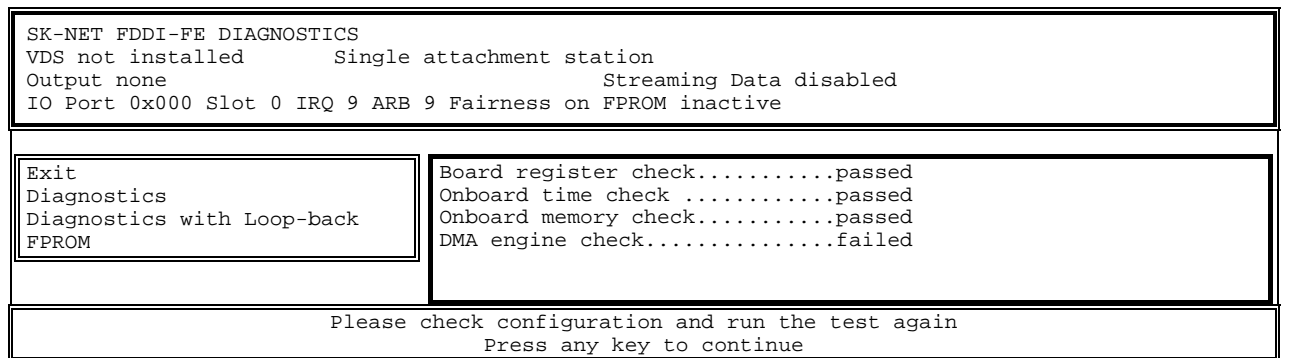 SK-NET FDDI-FE DIAGNOSTICS
VDS not installed Single attachment station
Output none Streaming Data disabled
IO Port 0x000 Slot 0 IRQ 9 ARB 9 Fairness on FPROM inactive
Exit
Diagnostics
Diagnostics with Loop-back
FPROM
Board register check...........passed
Onboard time check ............passed
Onboard memory check...........passed
DMA engine check...............failed
Please check configuration and run the test again
Press any key to continue